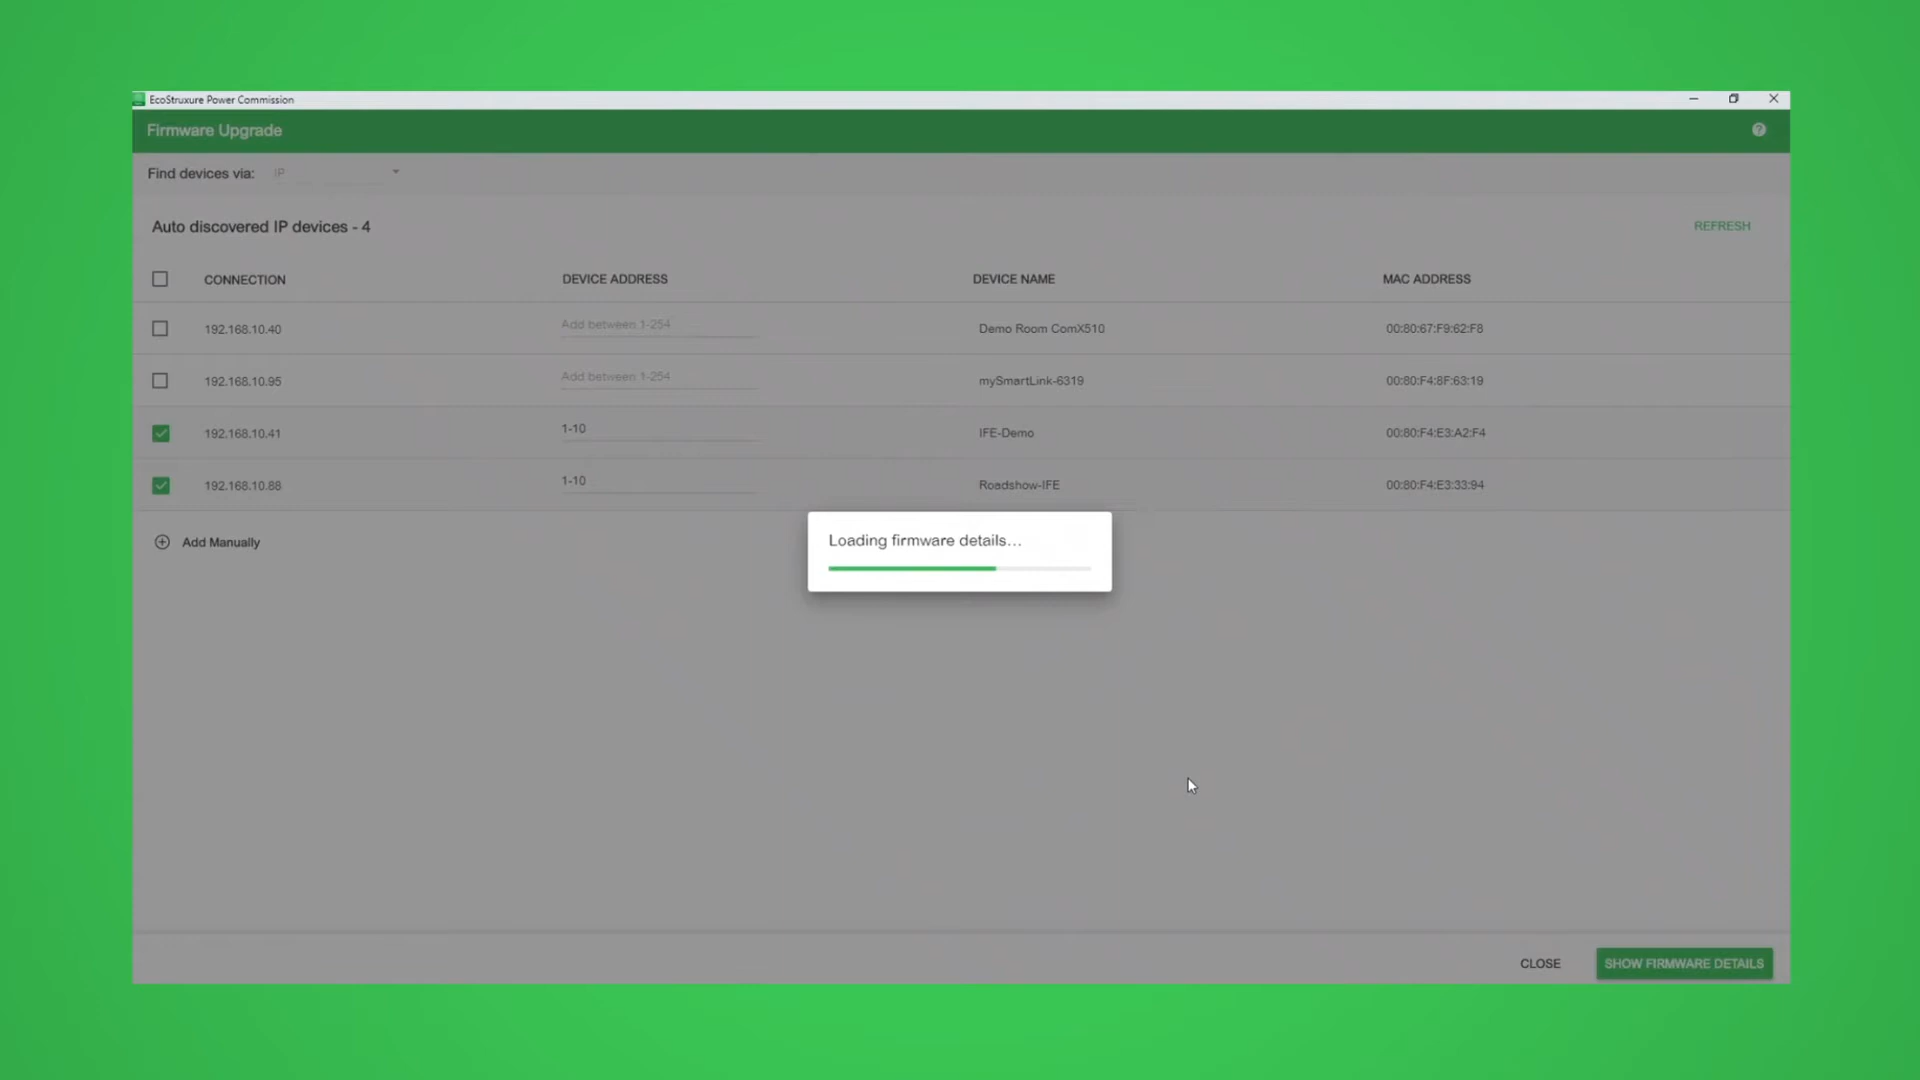 EcoStruxure Power Commission
Firmware Upgrade
Find devices via: IP
Auto discovered IP devices - 4
REFRESH
CONNECTION DEVICE ADDRESS DEVICE NAME MAC ADDRESS
192.168.10.40 Add between 1-254 Demo Room ComX510 00:80:67:F9:62:F8
192.168.10.95 Add between 1-254 mySmartLink-6319 00:80:F4:8F:63:19
192.168.10.41 1-10 IFE-Demo 00:80:F4:E3:A2:F4
192.168.10.88 1-10 Roadshow-IFE 00:80:F4:E3:33:94
Add Manually
Loading firmware details...
CLOSE SHOW FIRMWARE DETAILS